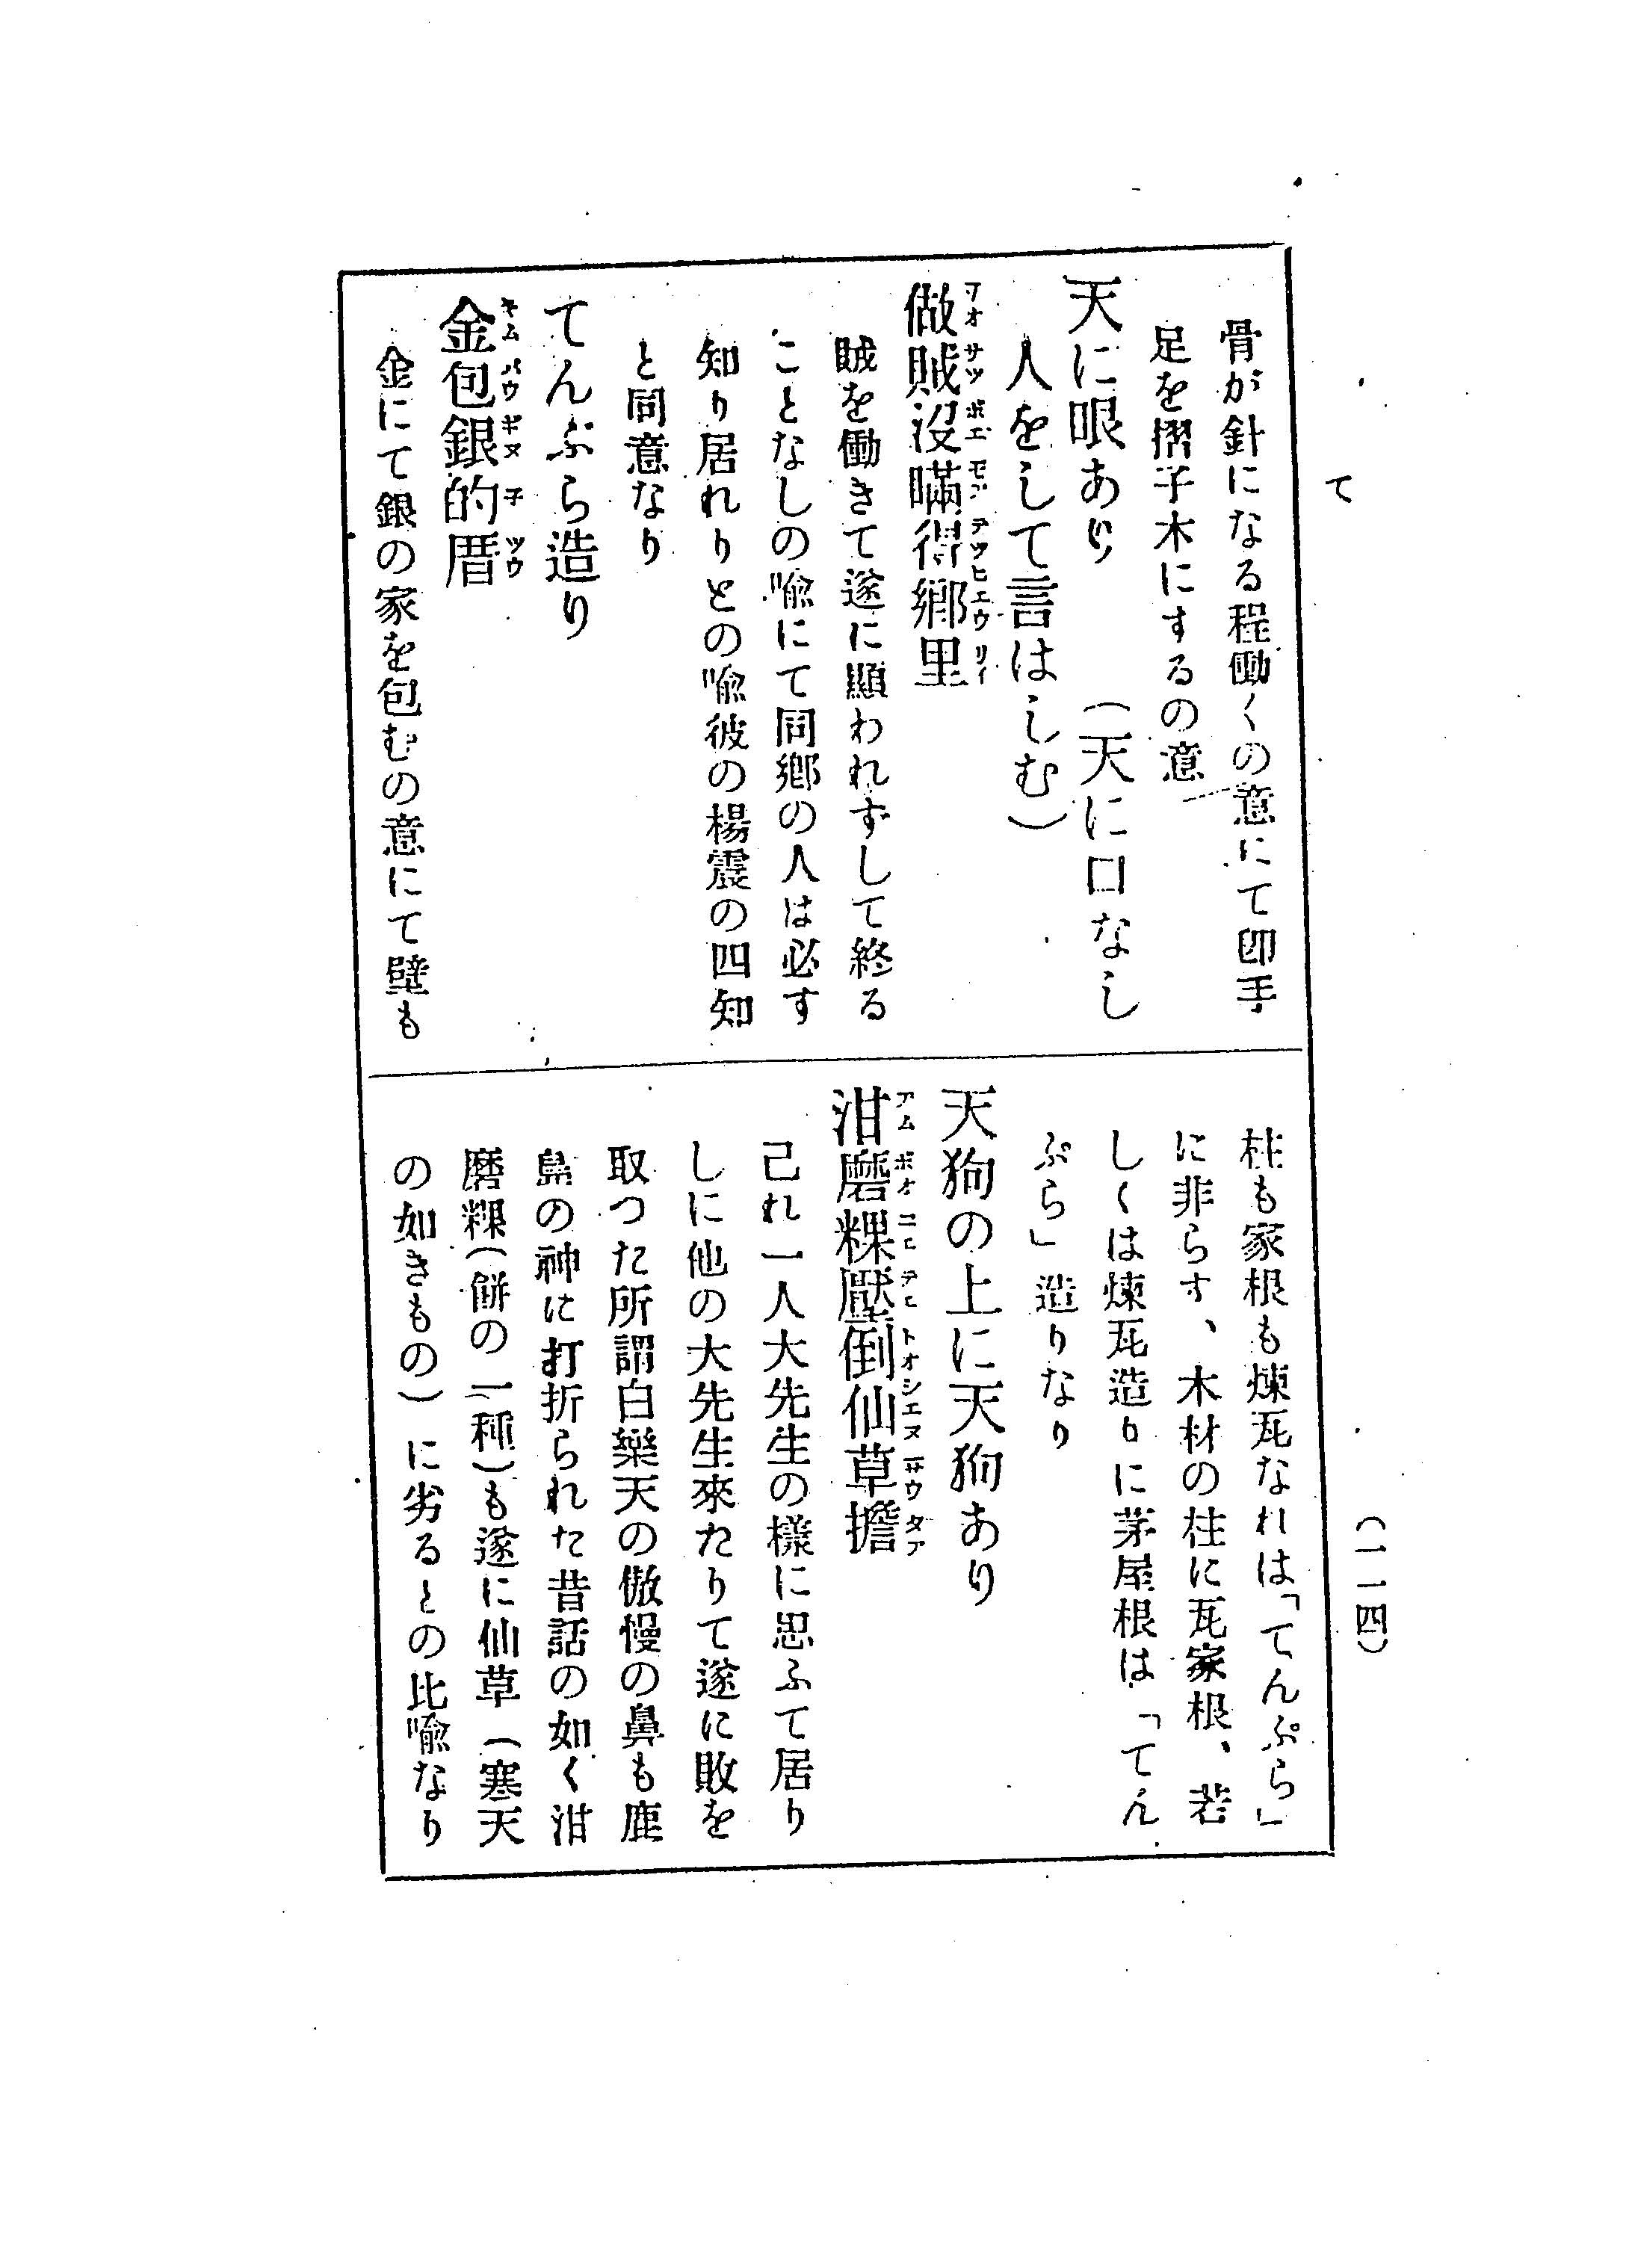 て
骨が針になる程働くの意にて卽手
足を摺子木にするの意
天に眼あり　（天に口なし
人をして言はしむ）
做賊沒瞞得鄉里
賊を働きて遂に顯われずして終る
ことなしの喩にて同鄉の人は必す
知り居れりとの喩彼の楊震の四知
と同意なり
てんぷら造り
金包銀的厝
キム パウ ギヌ 子 ツウ
金にて銀の家を包むの意にて壁も
柱も家根も煉瓦なれは「てんぷら」
に非らす、木材の柱に瓦家根、若
しくは煉瓦造りに茅屋根は「てん
ぷら」造りなり
天狗の上に天狗あり
泔磨粿壓倒仙草擔
己れ一人大先生の樣に思ふて居り
しに他の大先生來たりて遂に敗を
取つた所謂白樂天の傲慢の鼻も鹿
島の神に打折られた昔話の如く泔
磨粿（餅の一種）も遂に仙草（寒天
の如きもの）に劣るとの比喩なり
（一一四）